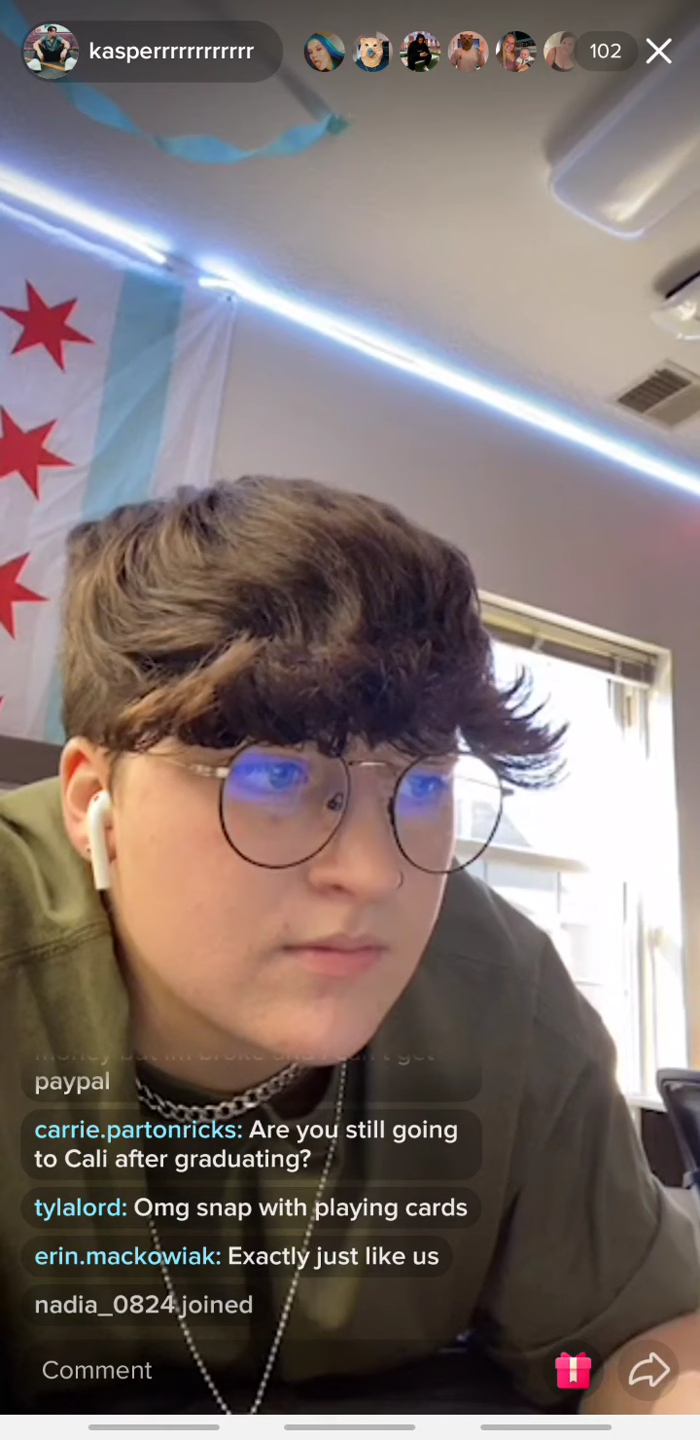 kasperrrrrrrrrrrr
102
paypal
carrie.partonricks: Are you still going
to Cali after graduating?
tylalord: Omg snap with playing cards
erin.mackowiak: Exactly just like us
nadia_0824 joined
Comment